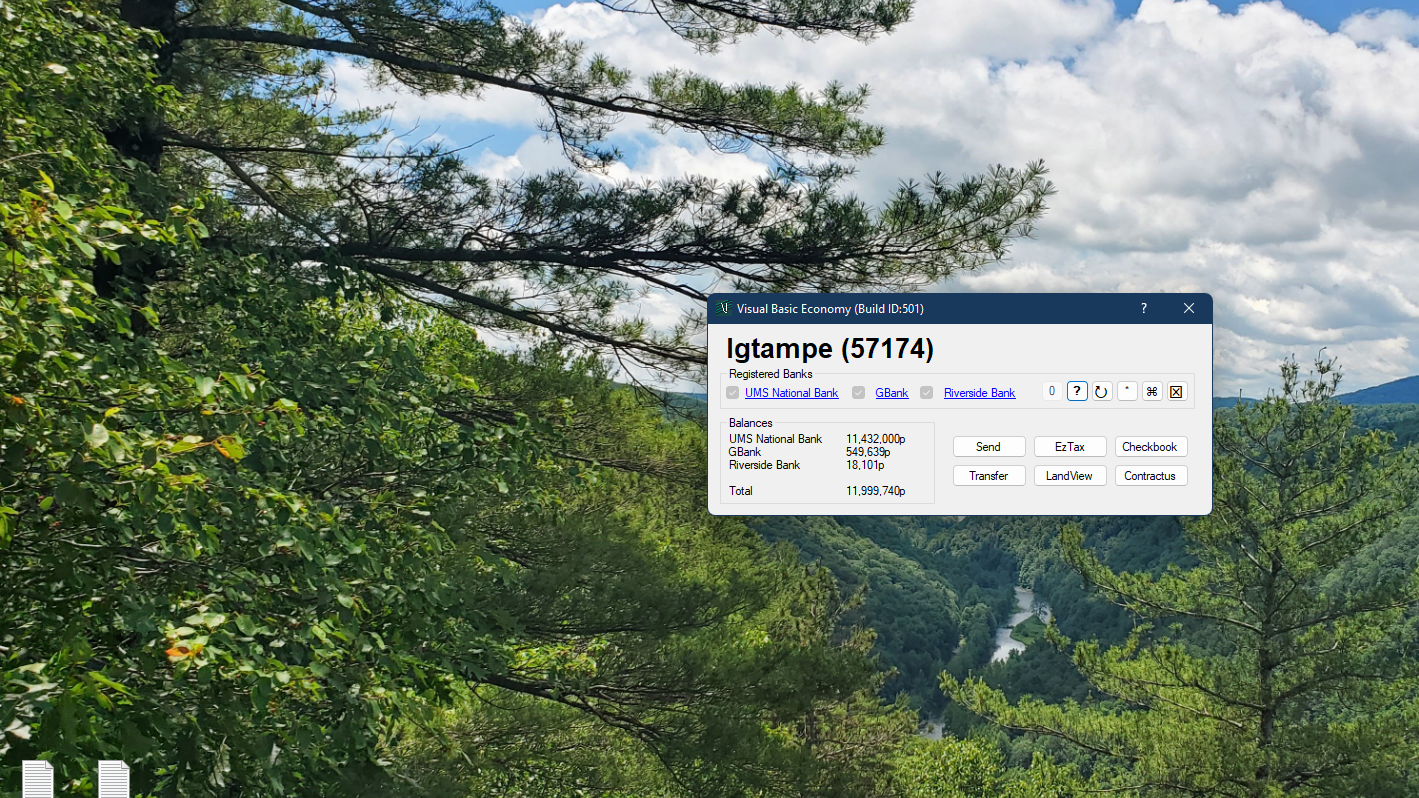 Visual Basic Economy (Build ID:501)
?
Igtampe (57174)
Registered Banks
UMS National Bank GBank Riverside Bank 0 ? * ⌘
Balances
UMS National Bank 11,432,000p
GBank 549,639p
Riverside Bank 18,101p
Total 11,999,740p
Send EzTax Checkbook
Transfer LandView Contractus